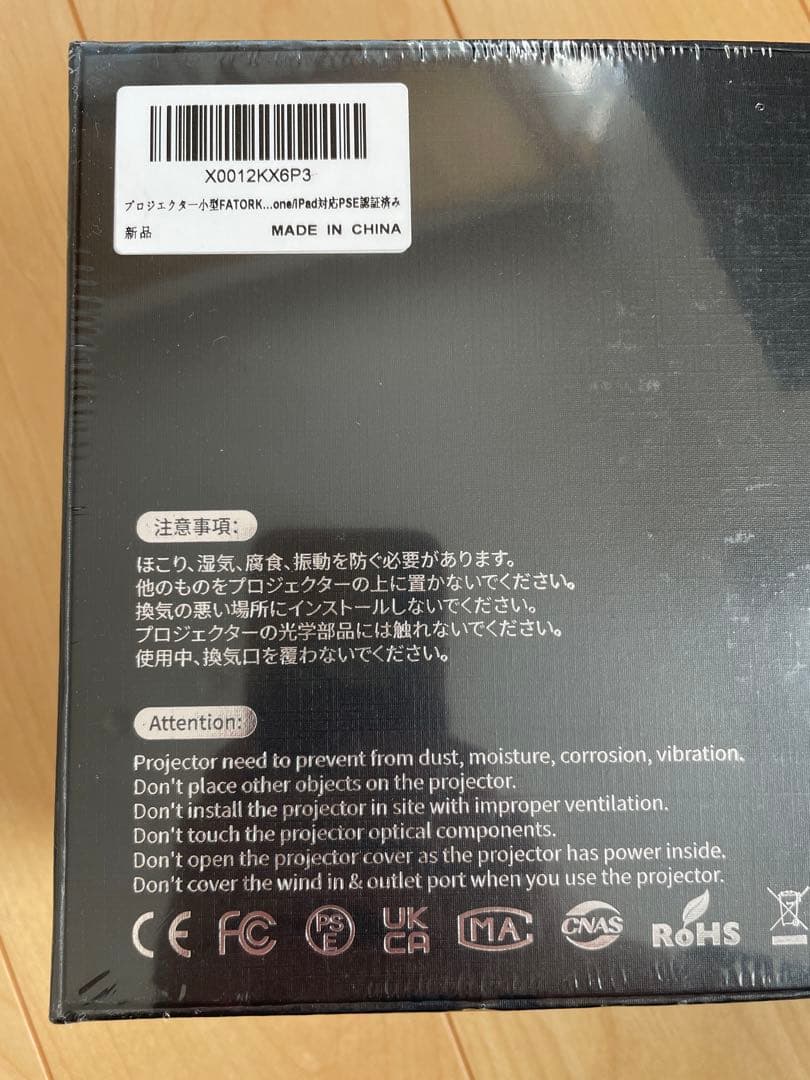 X0012KX6P3
プロジェクター小型FATORK...one/iPad対応PSE認証済み
新品 MADE IN CHINA
注意事項:
ほこり、湿気、腐食、振動を防ぐ必要があります。
他のものをプロジェクターの上に置かないでください。
換気の悪い場所にインストールしないでください。
プロジェクターの光学部品には触れないでください。
使用中、換気口を覆わないでください。
Attention:
Projector need to prevent from dust, moisture, corrosion, vibration.
Don't place other objects on the projector.
Don't install the projector in site with improper ventilation.
Don't touch the projector optical components.
Don't open the projector cover as the projector has power inside.
Don't cover the wind in & outlet port when you use the projector.
CE FC PSE UKCA CMA CNAS RoHS